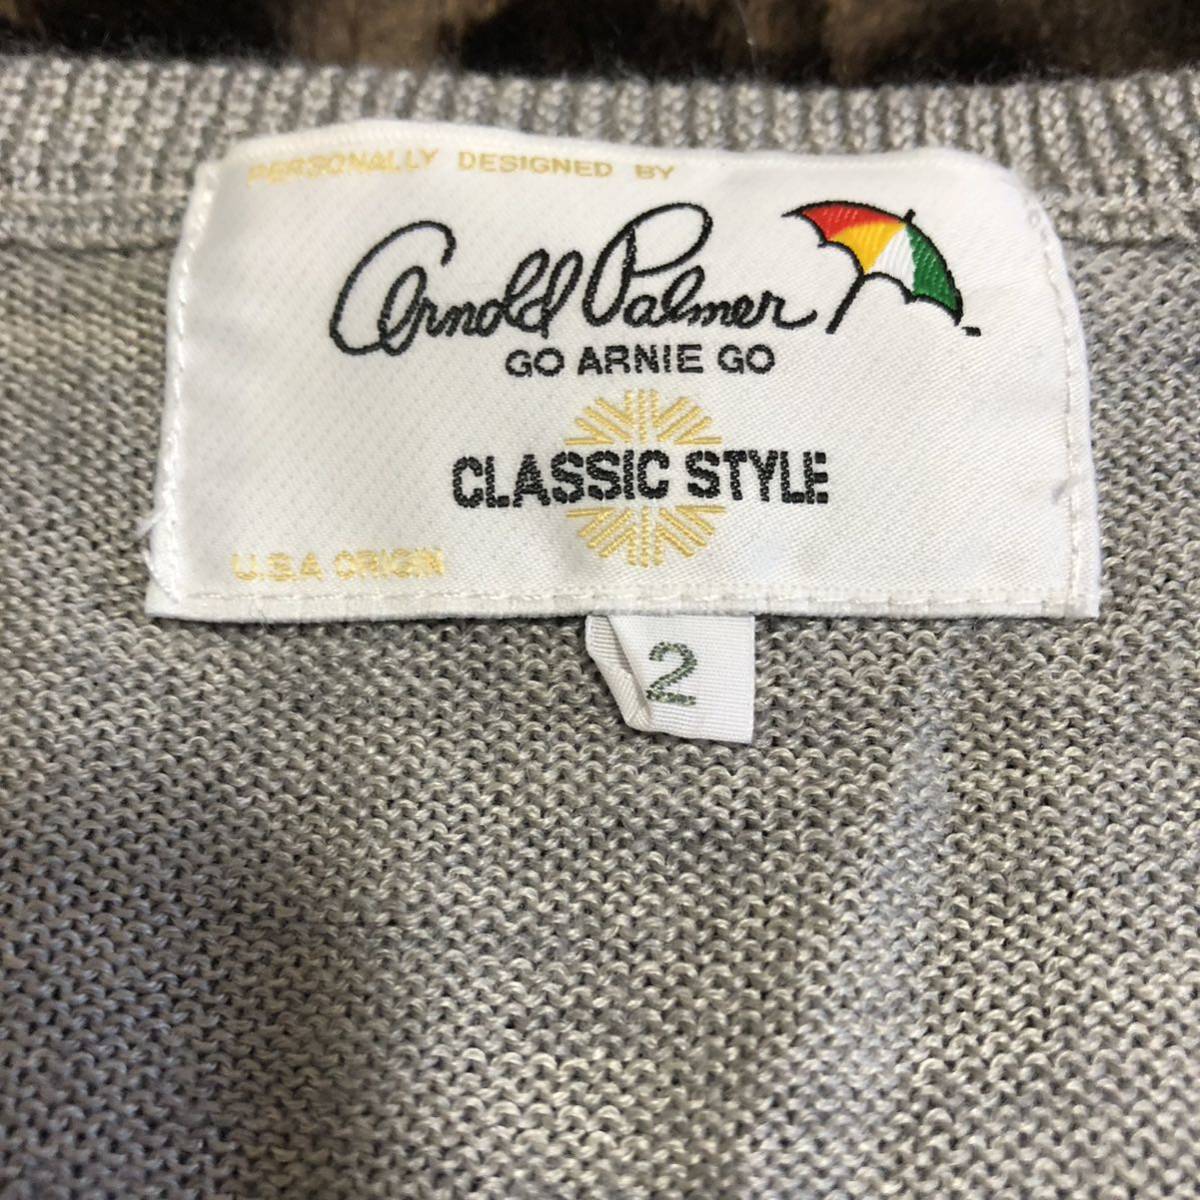 PERSONALLY DESIGNED BY
Arnold Palmer
GO ARNIE GO
CLASSIC STYLE
U.S.A ORIGIN
2